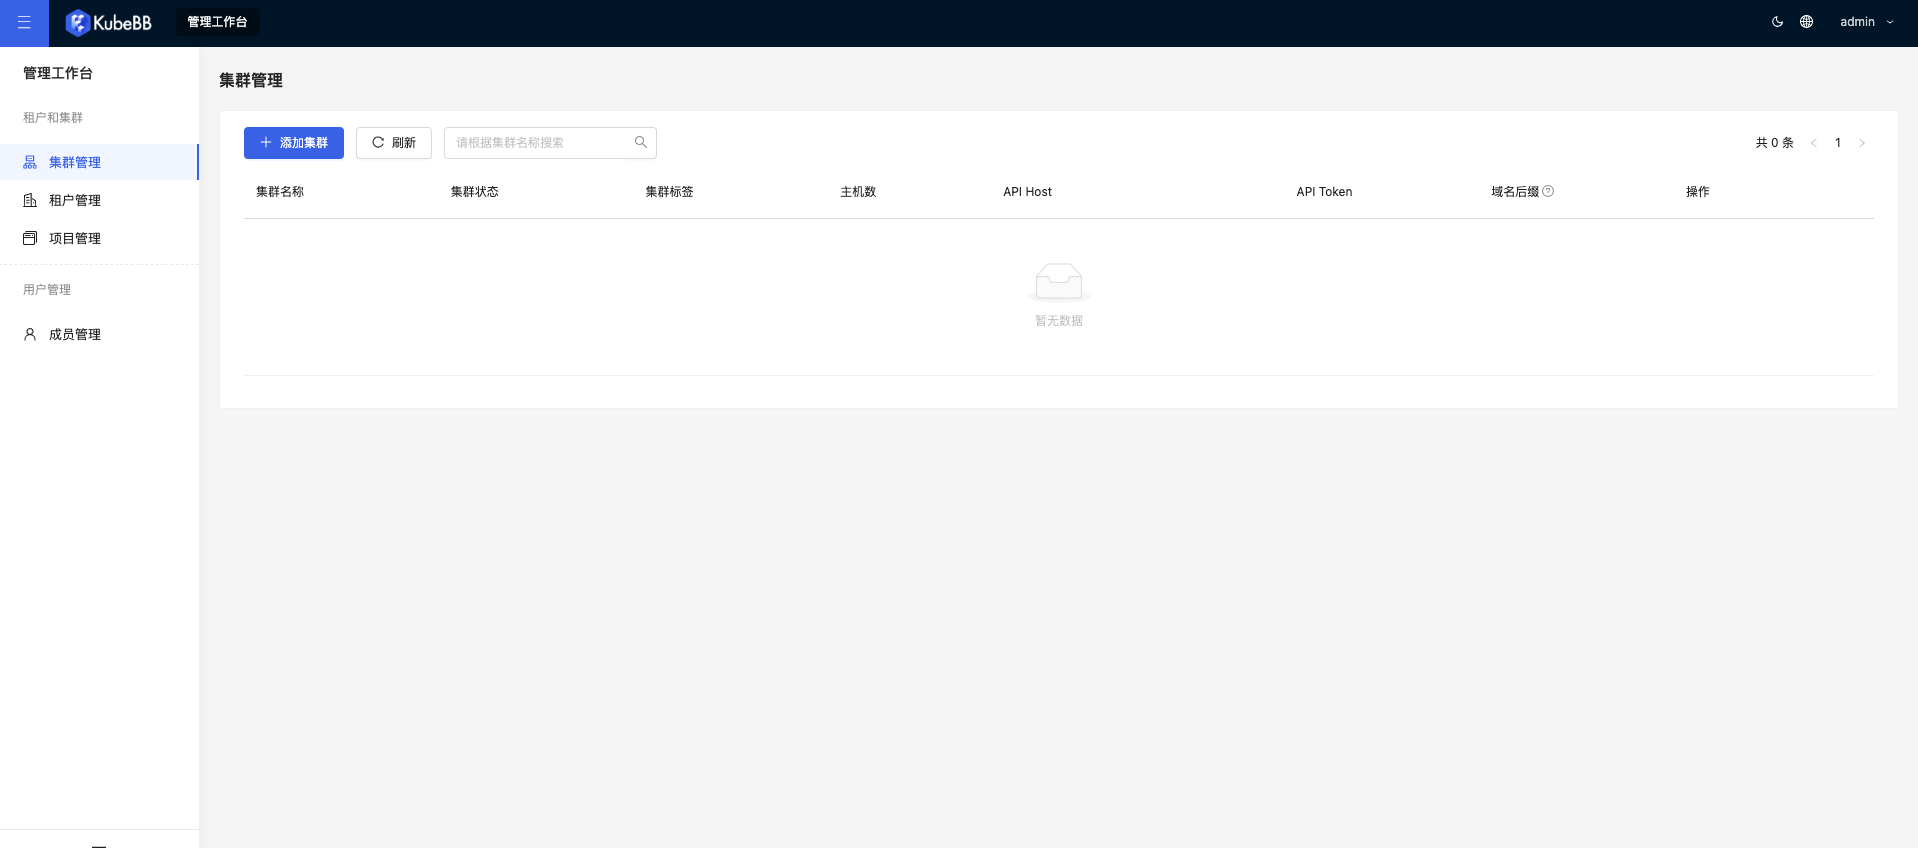 KubeBB
管理工作台
admin
管理工作台
租户和集群
集群管理
租户管理
项目管理
用户管理
成员管理
集群管理
添加集群
刷新
请根据集群名称搜索
共 0 条
1
集群名称 集群状态 集群标签 主机数 API Host API Token 域名后缀 操作
暂无数据